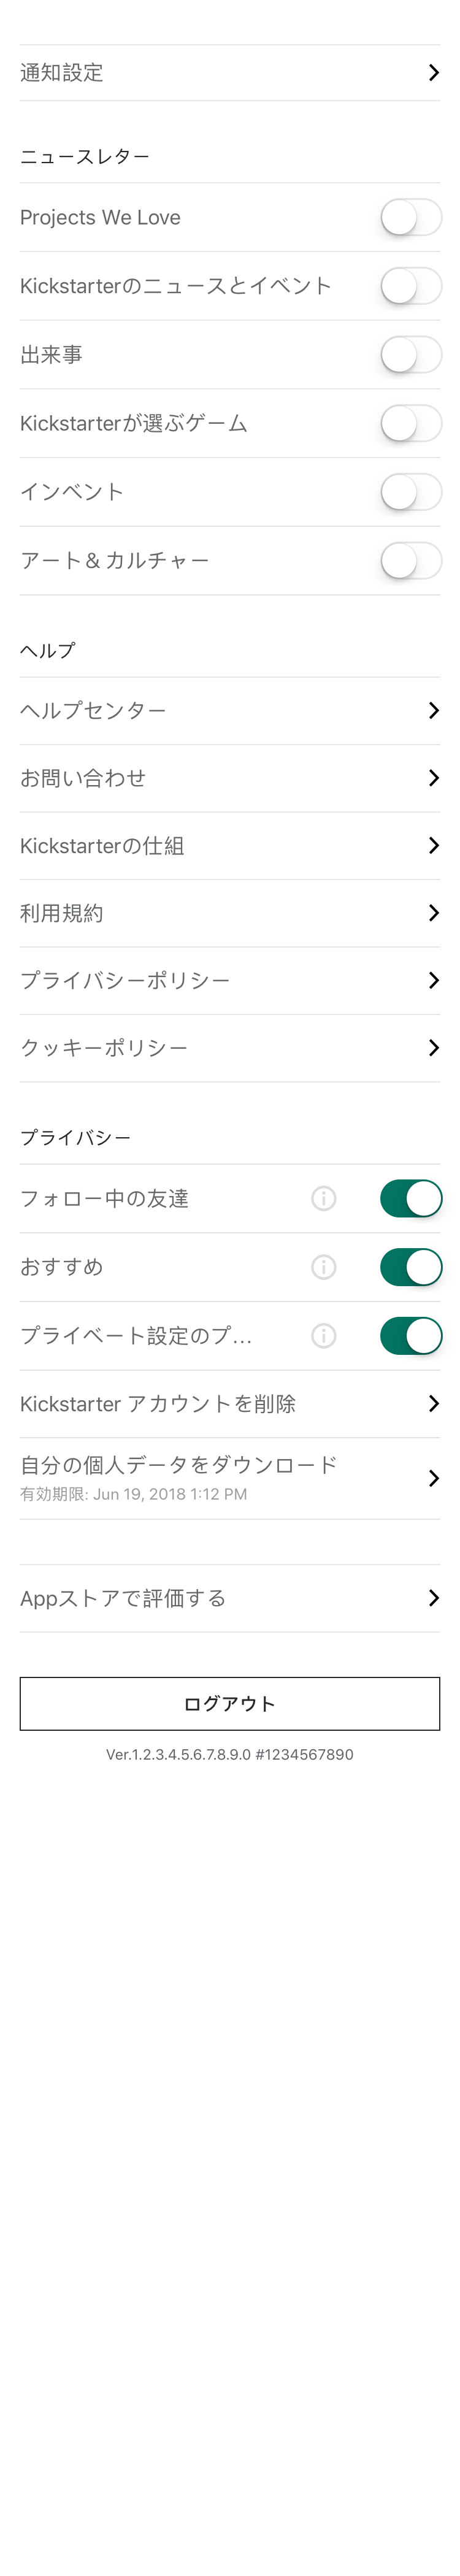 通知設定
ニュースレター
Projects We Love
Kickstarterのニュースとイベント
出来事
Kickstarterが選ぶゲーム
インベント
アート＆カルチャー
ヘルプ
ヘルプセンター
お問い合わせ
Kickstarterの仕組
利用規約
プライバシーポリシー
クッキーポリシー
プライバシー
フォロー中の友達
おすすめ
プライベート設定のプ...
Kickstarter アカウントを削除
自分の個人データをダウンロード
有効期限: Jun 19, 2018 1:12 PM
Appストアで評価する
ログアウト
Ver.1.2.3.4.5.6.7.8.9.0 #1234567890